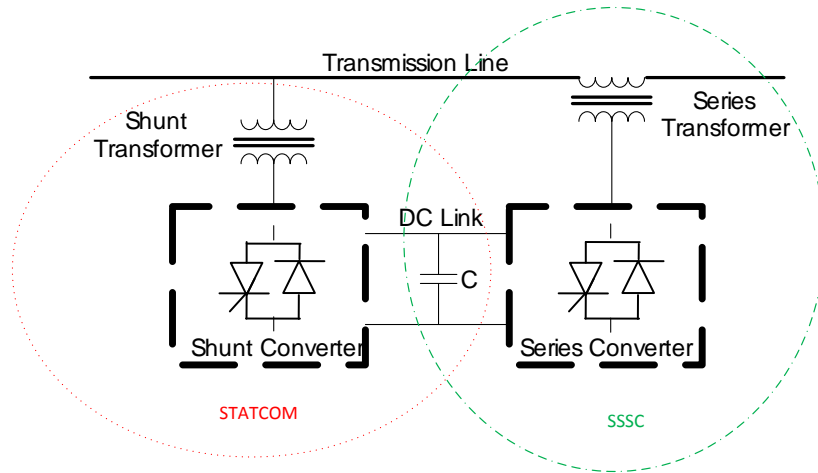 Transmission Line
Shunt
Transformer
Series
Transformer
DC Link
C
Shunt Converter
Series Converter
STATCOM
SSSC